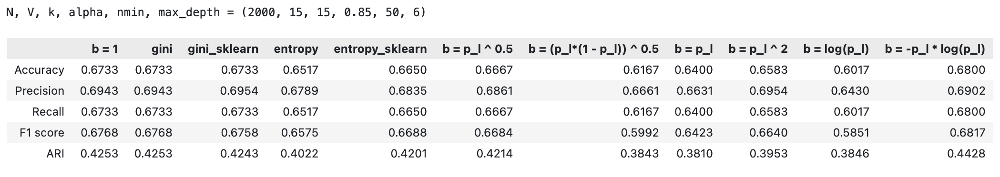 N, V, k, alpha, nmin, max_depth = (2000, 15, 15, 0.85, 50, 6)
b = 1 gini gini_sklearn entropy entropy_sklearn b = p_l ^ 0.5 b = (p_l*(1 - p_l)) ^ 0.5 b = p_l b = p_l ^ 2 b = log(p_l) b = -p_l * log(p_l)
Accuracy 0.6733 0.6733 0.6733 0.6517 0.6650 0.6667 0.6167 0.6400 0.6583 0.6017 0.6800
Precision 0.6943 0.6943 0.6954 0.6789 0.6835 0.6861 0.6661 0.6631 0.6954 0.6430 0.6902
Recall 0.6733 0.6733 0.6733 0.6517 0.6650 0.6667 0.6167 0.6400 0.6583 0.6017 0.6800
F1 score 0.6768 0.6768 0.6758 0.6575 0.6688 0.6684 0.5992 0.6423 0.6640 0.5851 0.6817
ARI 0.4253 0.4253 0.4243 0.4022 0.4201 0.4214 0.3843 0.3810 0.3953 0.3846 0.4428